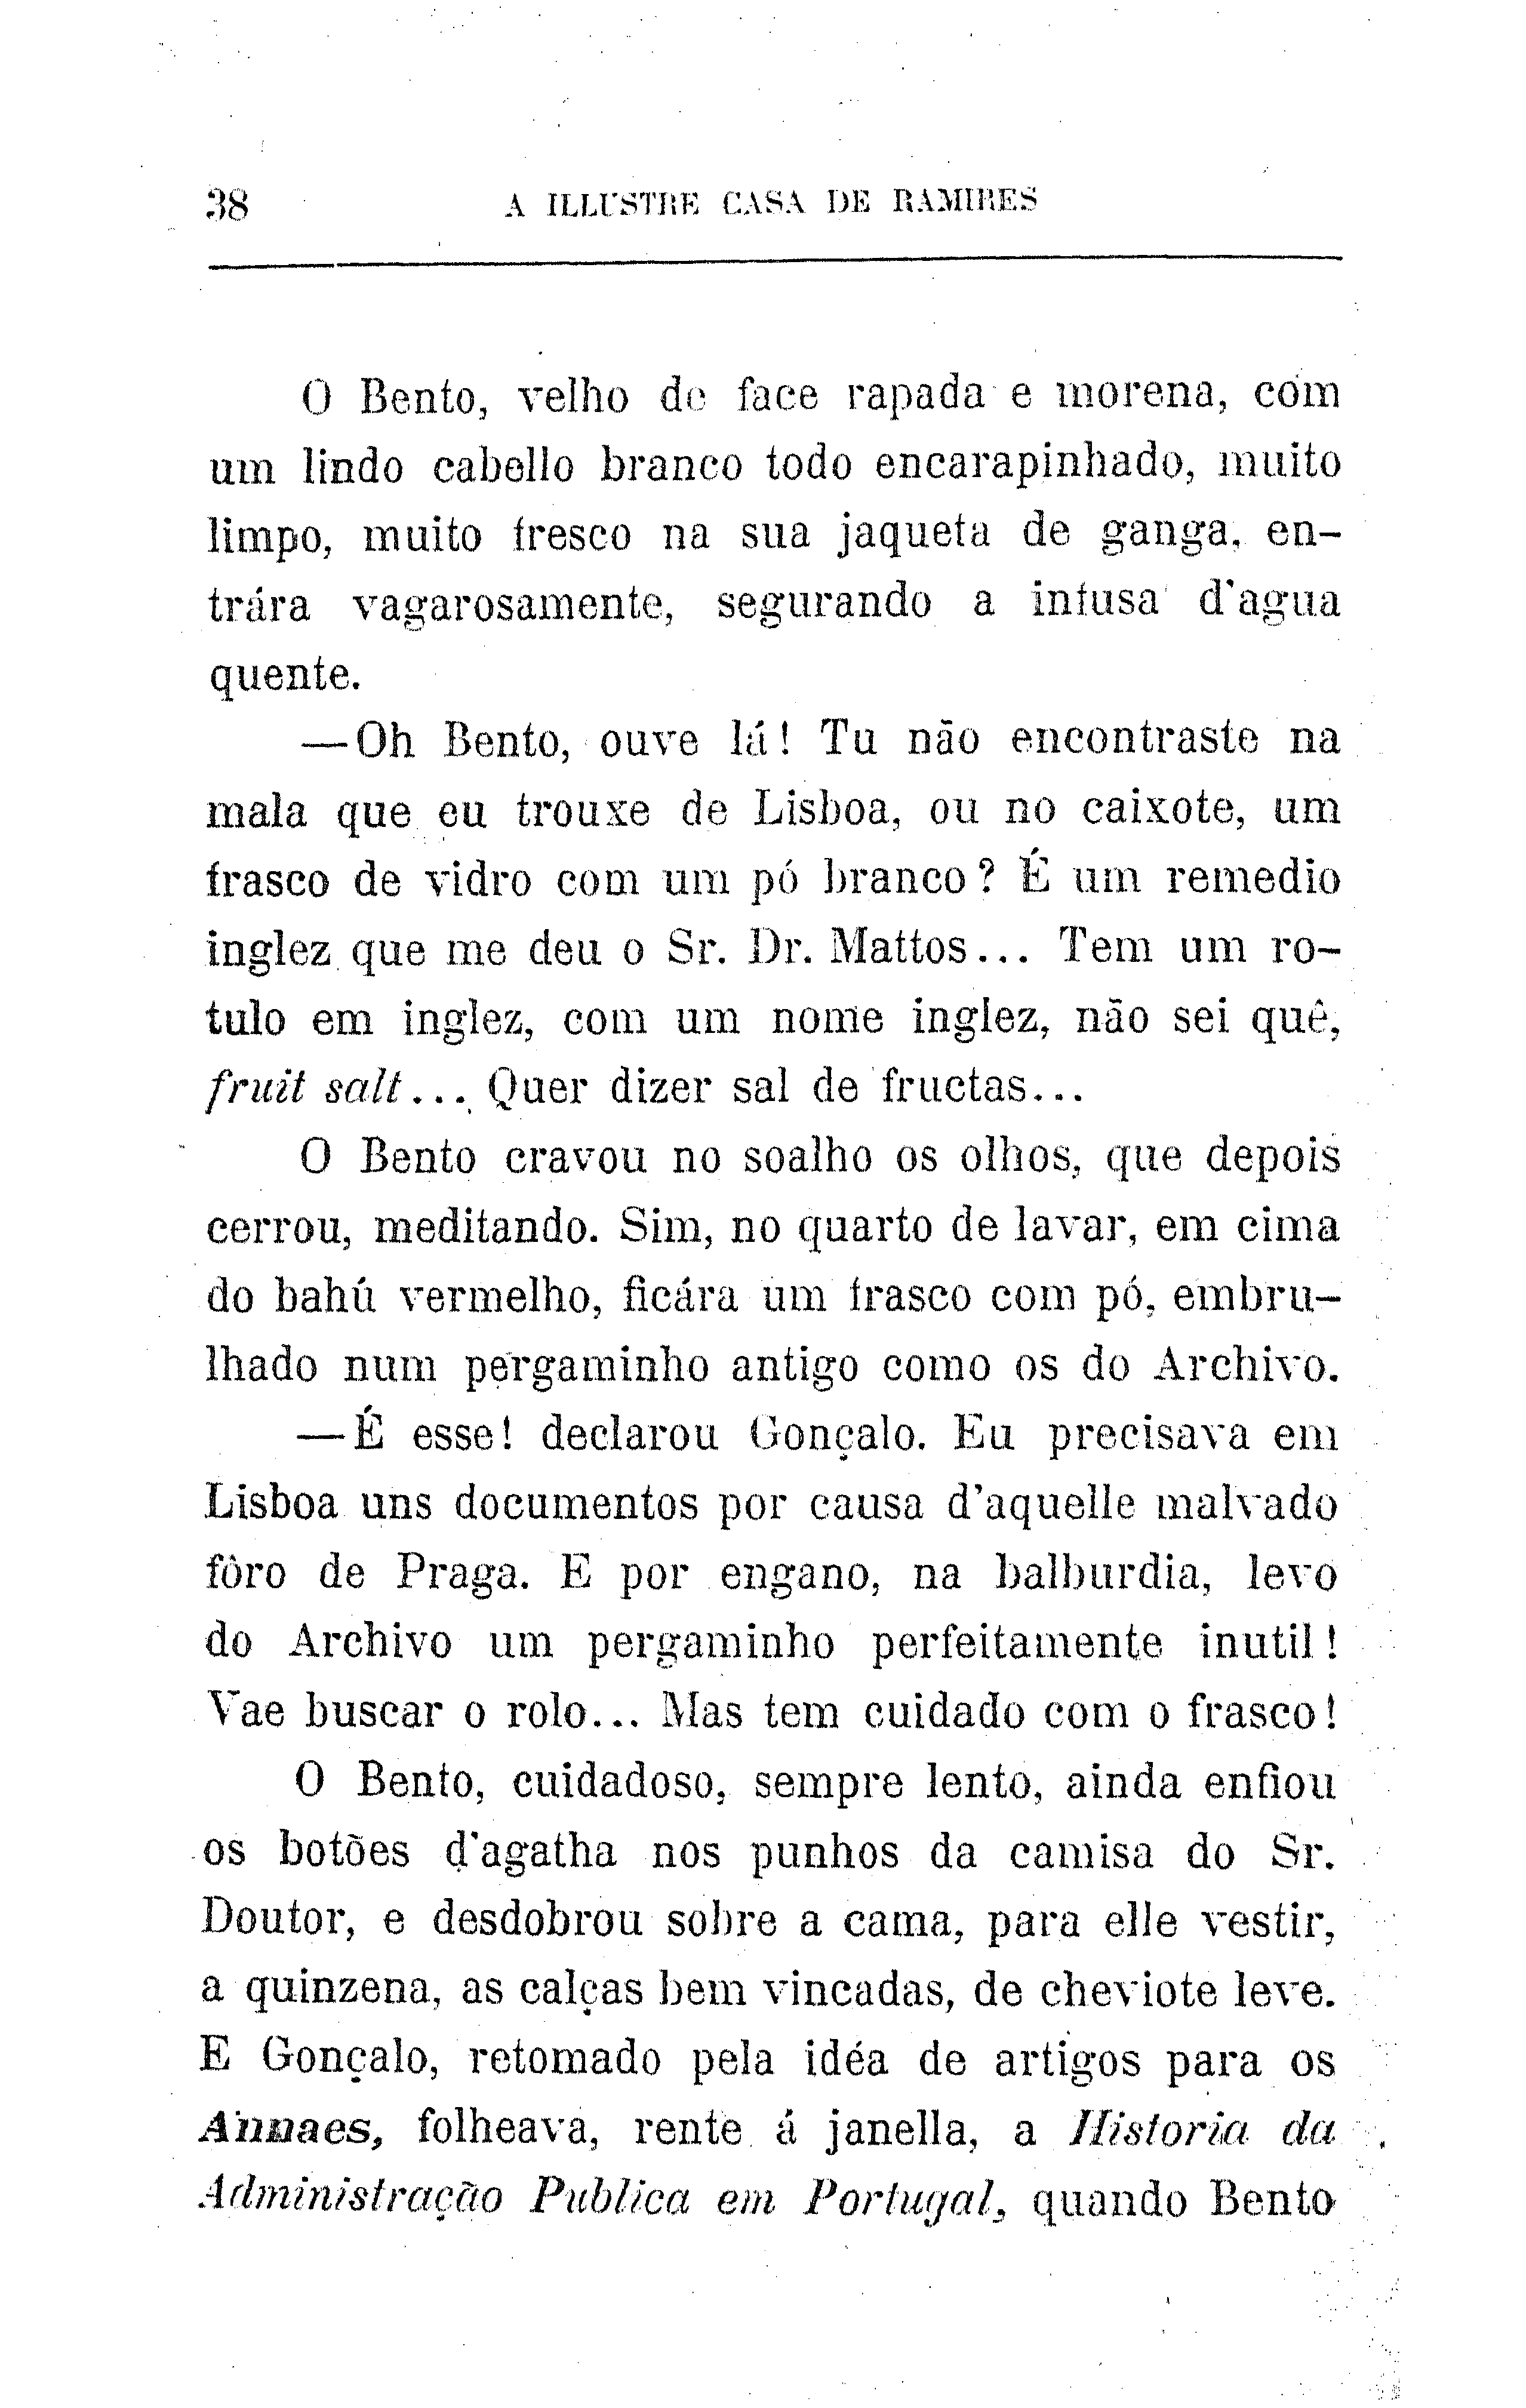 38 A ILLUSTRE CASA DE RAMIRES
O Bento, velho de face rapada e morena, com
um lindo cabello branco todo encarapinhado, muito
limpo, muito fresco na sua jaqueta de ganga, en-
trára vagarosamente, segurando a infusa d'agua
quente.
—Oh Bento, ouve lá! Tu não encontraste na
mala que eu trouxe de Lisboa, ou no caixote, um
frasco de vidro com um pó branco? É um remedio
inglez que me deu o Sr. Dr. Mattos... Tem um ro-
tulo em inglez, com um nome inglez, não sei quê,
fruit salt... Quer dizer sal de fructas...
O Bento cravou no soalho os olhos, que depois
cerrou, meditando. Sim, no quarto de lavar, em cima
do bahú vermelho, ficára um frasco com pó, embru-
lhado num pergaminho antigo como os do Archivo.
—É esse! declarou Gonçalo. Eu precisava em
Lisboa uns documentos por causa d'aquelle malvado
fôro de Praga. E por engano, na balburdia, levo
do Archivo um pergaminho perfeitamente inutil!
Vae buscar o rolo... Mas tem cuidado com o frasco!
O Bento, cuidadoso, sempre lento, ainda enfiou
os botões d'agatha nos punhos da camisa do Sr.
Doutor, e desdobrou sobre a cama, para elle vestir,
a quinzena, as calças bem vincadas, de cheviote leve.
E Gonçalo, retomado pela idéa de artigos para os
Annaes, folheava, rente á janella, a Historia da
Administração Publica em Portugal, quando Bento